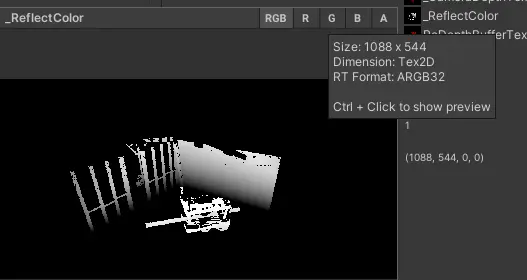 _ReflectColor
RGB R G B A
_ReflectColor
Size: 1088 x 544
Dimension: Tex2D
RT Format: ARGB32
Ctrl + Click to show preview
1
(1088, 544, 0, 0)